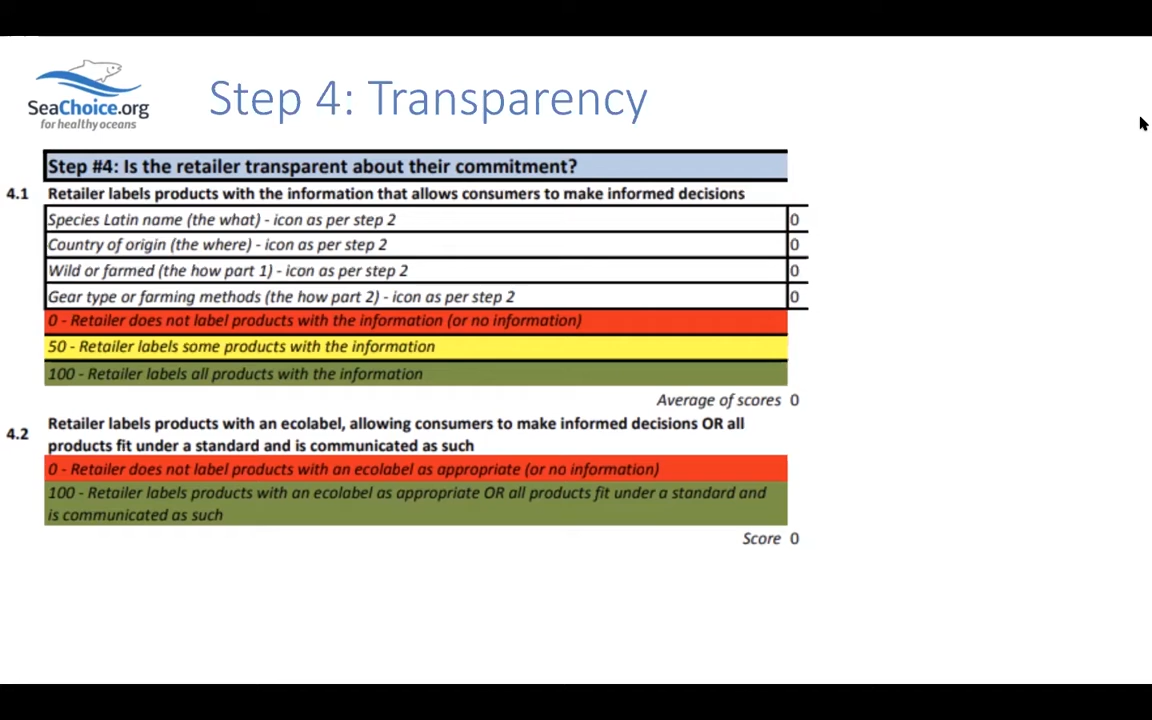 SeaChoice.org
for healthy oceans
Step 4: Transparency
Step #4: Is the retailer transparent about their commitment?
4.1 Retailer labels products with the information that allows consumers to make informed decisions
Species Latin name (the what) - icon as per step 2 0
Country of origin (the where) - icon as per step 2 0
Wild or farmed (the how part 1) - icon as per step 2 0
Gear type or farming methods (the how part 2) - icon as per step 2 0
0 - Retailer does not label products with the information (or no information)
50 - Retailer labels some products with the information
100 - Retailer labels all products with the information
Average of scores 0
4.2 Retailer labels products with an ecolabel, allowing consumers to make informed decisions OR all
products fit under a standard and is communicated as such
0 - Retailer does not label products with an ecolabel as appropriate (or no information)
100 - Retailer labels products with an ecolabel as appropriate OR all products fit under a standard and
is communicated as such
Score 0